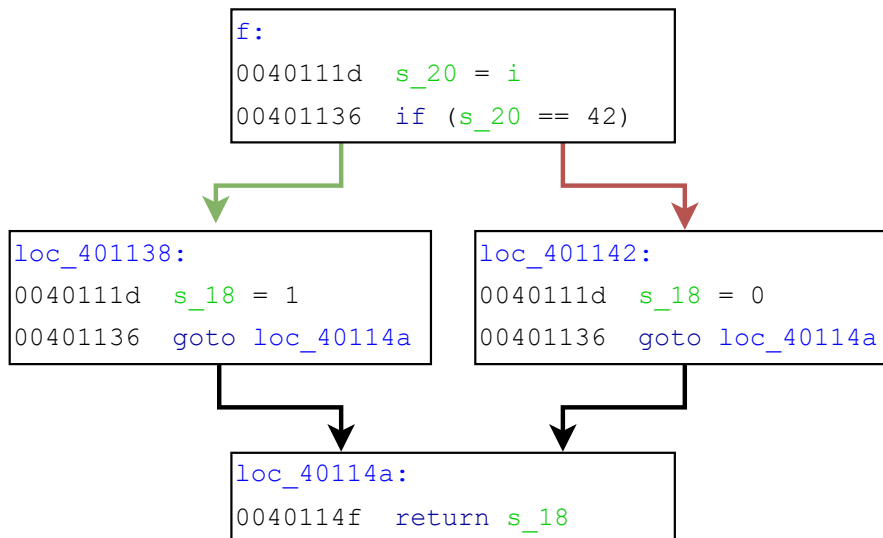 f:
0040111d  s_20 = i
00401136  if (s_20 == 42)
loc_401138:
0040111d  s_18 = 1
00401136  goto loc_40114a
loc_401142:
0040111d  s_18 = 0
00401136  goto loc_40114a
loc_40114a:
0040114f  return s_18